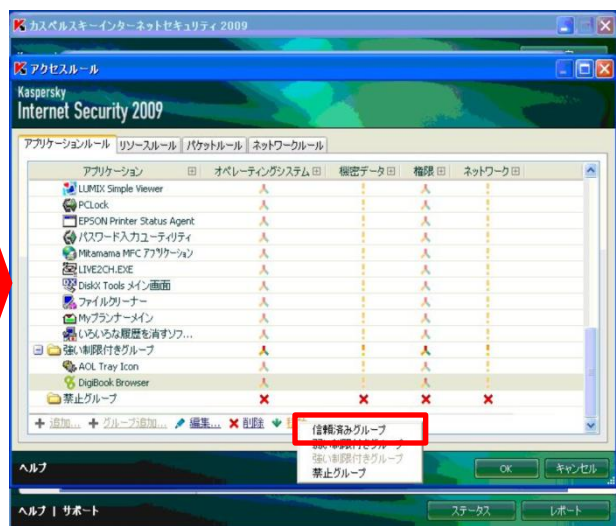 カスペルスキーインターネットセキュリティ 2009
アクセスルール
Kaspersky
Internet Security 2009
アプリケーションルール リソースルール パケットルール ネットワークルール
アプリケーション オペレーティングシステム 機密データ 権限 ネットワーク
LUMIX Simple Viewer
PCLock
EPSON Printer Status Agent
パスワード入力ユーティリティ
Mitamama MFC アプリケーション
LIVE2CH.EXE
DiskX Tools メイン画面
ファイルクリーナー
Myプランナーメイン
いろいろな履歴を消すソフ...
強い制限付きグループ
AOL Tray Icon
DigiBook Browser
禁止グループ
追加... グループ追加... 編集... 削除
信頼済みグループ
弱い制限付きグループ
強い制限付きグループ
禁止グループ
ヘルプ OK キャンセル
ヘルプ | サポート ステータス レポート